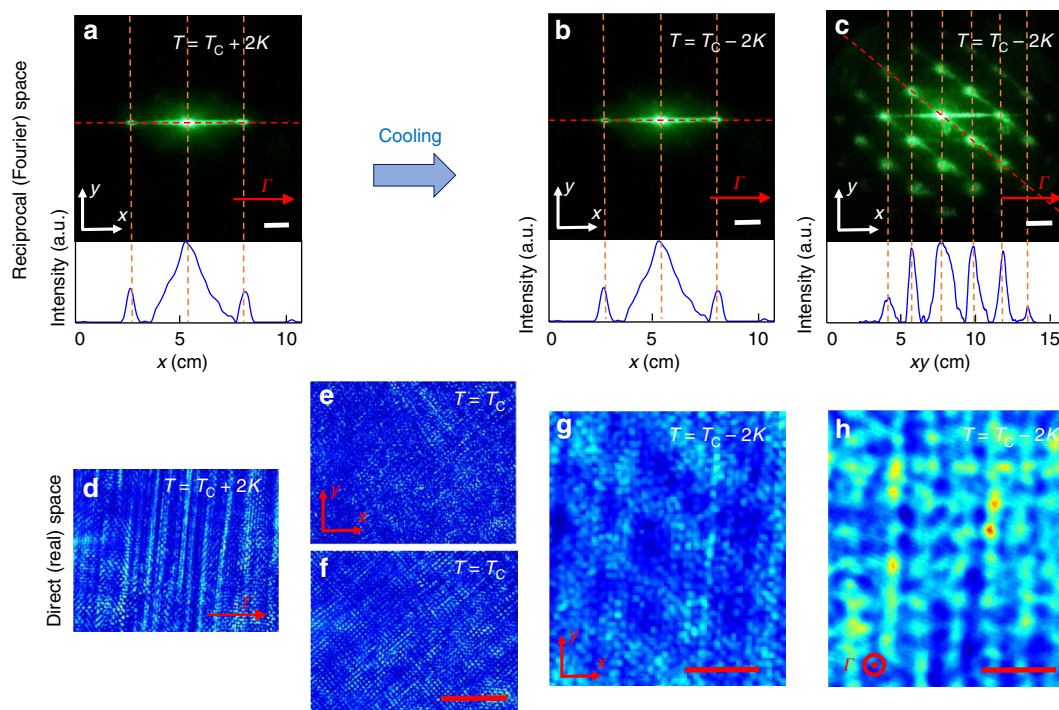 a
T = TC + 2K
b
T = TC − 2K
c
T = TC − 2K
Reciprocal (Fourier) space
Cooling
y
x
Γ
y
x
Γ
y
x
Γ
Intensity (a.u.)
0 5 10
x (cm)
Intensity (a.u.)
0 5 10
x (cm)
Intensity (a.u.)
0 5 10 15
xy (cm)
Direct (real) space
d
T = TC + 2K
Γ
e
T = TC
y
x
f
T = TC
g
T = TC − 2K
y
x
h
T = TC − 2K
Γ